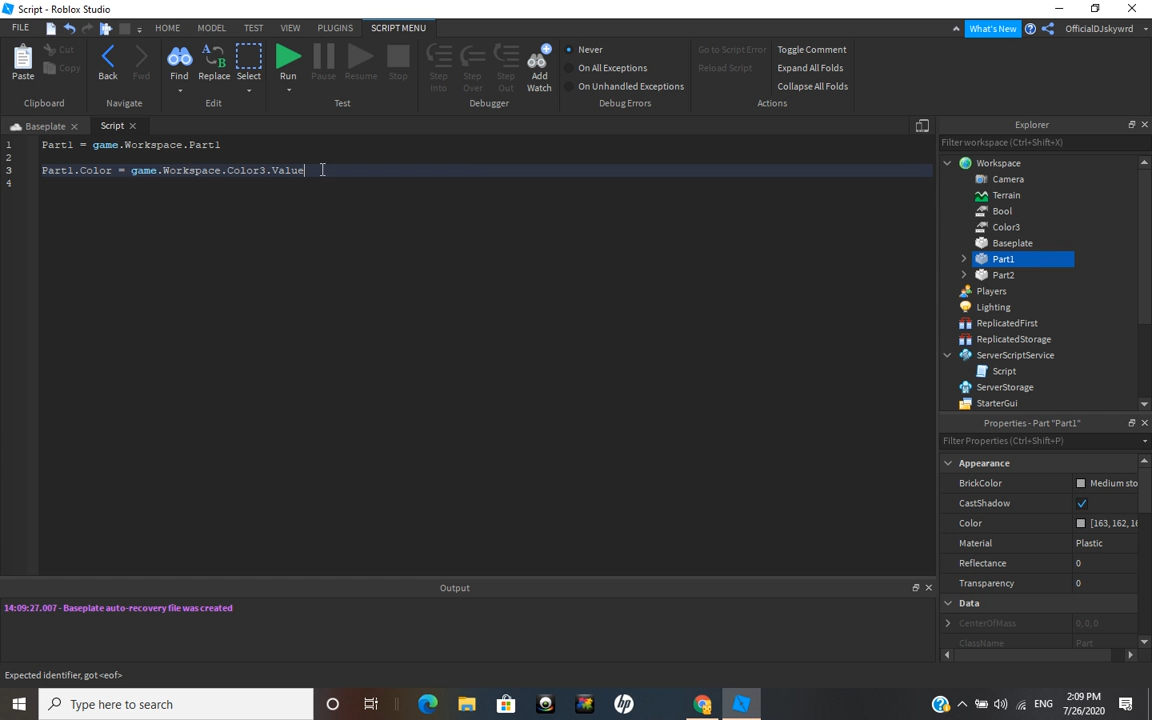 Script - Roblox Studio
FILE HOME MODEL TEST VIEW PLUGINS SCRIPT MENU What's New OfficialDJskywrd
Paste Cut Copy Back Fwd Find Replace Select Run Pause Resume Stop Step Into Step Over Step Out Add Watch
Never Go to Script Error Toggle Comment
On All Exceptions Reload Script Expand All Folds
On Unhandled Exceptions Collapse All Folds
Clipboard Navigate Edit Test Debugger Debug Errors Actions
Baseplate Script Explorer
Filter workspace (Ctrl+Shift+X)
1 Part1 = game.Workspace.Part1
2
3 Part1.Color = game.Workspace.Color3.Value
4
Workspace
Camera
Terrain
Bool
Color3
Baseplate
Part1
Part2
Players
Lighting
ReplicatedFirst
ReplicatedStorage
ServerScriptService
Script
ServerStorage
StarterGui
Properties - Part "Part1"
Filter Properties (Ctrl+Shift+P)
Appearance
BrickColor Medium sto
CastShadow
Color [163, 162, 16
Material Plastic
Reflectance 0
Transparency 0
Data
CenterOfMass 0, 0, 0
ClassName Part
Output
14:09:27.007 - Baseplate auto-recovery file was created
Expected identifier, got <eof>
Type here to search
ENG 2:09 PM
7/26/2020